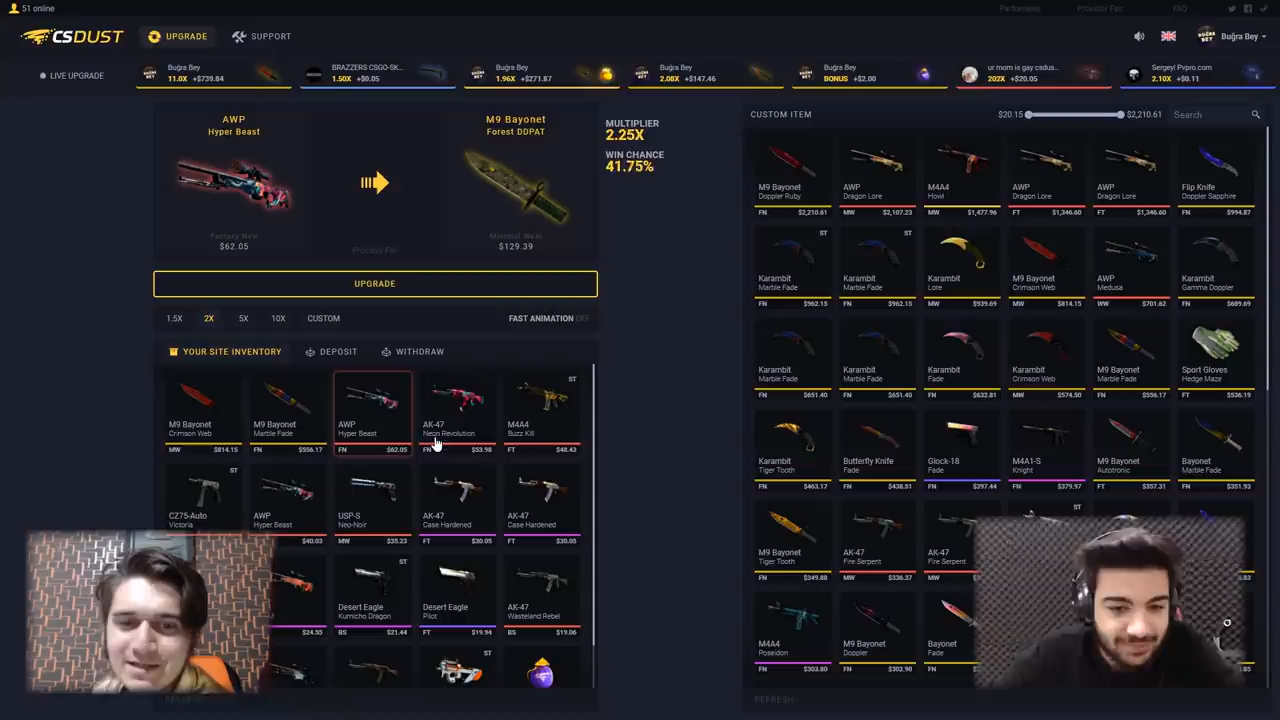 51 online
Partnership
Provably Fair
FAQ
CSDUST
UPGRADE
SUPPORT
Buğra Bey
LIVE UPGRADE
Buğra Bey
11.0X +$739.84
BRAZZERS CSGO-SK...
1.50X +$0.05
Buğra Bey
1.96X +$271.87
Buğra Bey
2.08X +$147.46
Buğra Bey
BONUS +$2.00
ur mom is gay csdus...
202X +$20.05
Sergeyl Pvpro.com
2.10X +$0.11
AWP
Hyper Beast
Factory New
$62.05
Provably Fair
M9 Bayonet
Forest DDPAT
Minimal Wear
$129.39
MULTIPLIER
2.25X
WIN CHANCE
41.75%
UPGRADE
1.5X
2X
5X
10X
CUSTOM
FAST ANIMATION OFF
YOUR SITE INVENTORY
DEPOSIT
WITHDRAW
M9 Bayonet
Crimson Web
MW $814.15
M9 Bayonet
Marble Fade
FN $556.17
AWP
Hyper Beast
FN $62.05
AK-47
Neon Revolution
FN $53.98
ST
M4A4
Buzz Kill
FT $48.43
ST
CZ75-Auto
Victoria
AWP
Hyper Beast
$40.03
USP-S
Neo-Noir
MW $35.23
AK-47
Case Hardened
FT $30.05
AK-47
Case Hardened
FT $30.05
M $24.55
ST
Desert Eagle
Kumicho Dragon
BS $21.44
Desert Eagle
Pilot
FT $19.94
AK-47
Wasteland Rebel
BS $19.06
ST
CUSTOM ITEM
$20.15
$2,210.61
Search
M9 Bayonet
Doppler Ruby
FN $2,210.61
AWP
Dragon Lore
MW $2,107.23
M4A4
Howl
MW $1,477.96
AWP
Dragon Lore
FT $1,346.60
AWP
Dragon Lore
FT $1,346.60
Flip Knife
Doppler Sapphire
FN $994.87
ST
Karambit
Marble Fade
FN $962.15
ST
Karambit
Marble Fade
FN $962.15
Karambit
Lore
MW $939.69
M9 Bayonet
Crimson Web
MW $814.15
AWP
Medusa
WW $701.62
Karambit
Gamma Doppler
FN $689.69
Karambit
Marble Fade
FN $651.40
Karambit
Marble Fade
FN $651.40
Karambit
Fade
FN $632.81
Karambit
Crimson Web
MW $574.50
M9 Bayonet
Marble Fade
FN $556.17
Sport Gloves
Hedge Maze
FT $536.19
Karambit
Tiger Tooth
FN $463.17
Butterfly Knife
Fade
FN $438.51
Glock-18
Fade
FN $397.44
M4A1-S
Knight
FN $379.97
M9 Bayonet
Autotronic
FT $357.31
Bayonet
Marble Fade
FN $351.93
M9 Bayonet
Tiger Tooth
FN $349.88
AK-47
Fire Serpent
MW $336.37
AK-47
Fire Serpent
MW
ST
M4A4
Poseidon
FN $303.80
M9 Bayonet
Doppler
FN $302.90
Bayonet
Fade
FN
REFRESH